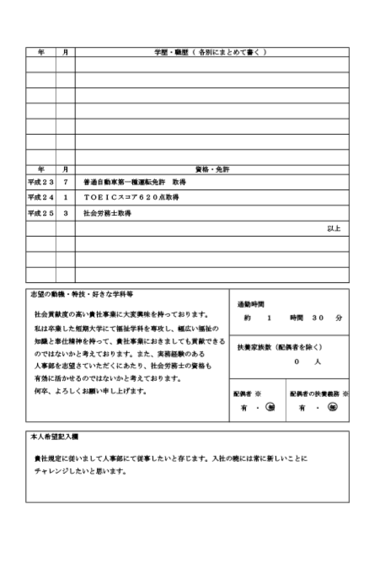 年 月 学歴・職歴（各別にまとめて書く）
年 月 資格・免許
平成２３ 7 普通自動車第一種運転免許 取得
平成２４ 1 ＴＯＥＩＣスコア６２０点取得
平成２５ 3 社会労務士取得
以上
志望の動機・特技・好きな学科等
社会貢献度の高い貴社事業に大変興味を持っております。
私は卒業した短期大学にて福祉学科を専攻し、幅広い福祉の
知識と奉仕精神を持って、貴社事業におきましても貢献できる
のではないかと考えております。また、実務経験のある
人事部を志望させていただくにあたり、社会労務士の資格も
有効に活かせるのではないかと考えております。
何卒、よろしくお願い申し上げます。
通勤時間
約 １ 時間 ３０ 分
扶養家族数（配偶者を除く）
０ 人
配偶者 ※
有 ・ 無
配偶者の扶養義務 ※
有 ・ 無
本人希望記入欄
貴社規定に従いまして人事部にて従事したいと存じます。入社の暁には常に新しいことに
チャレンジしたいと思います。